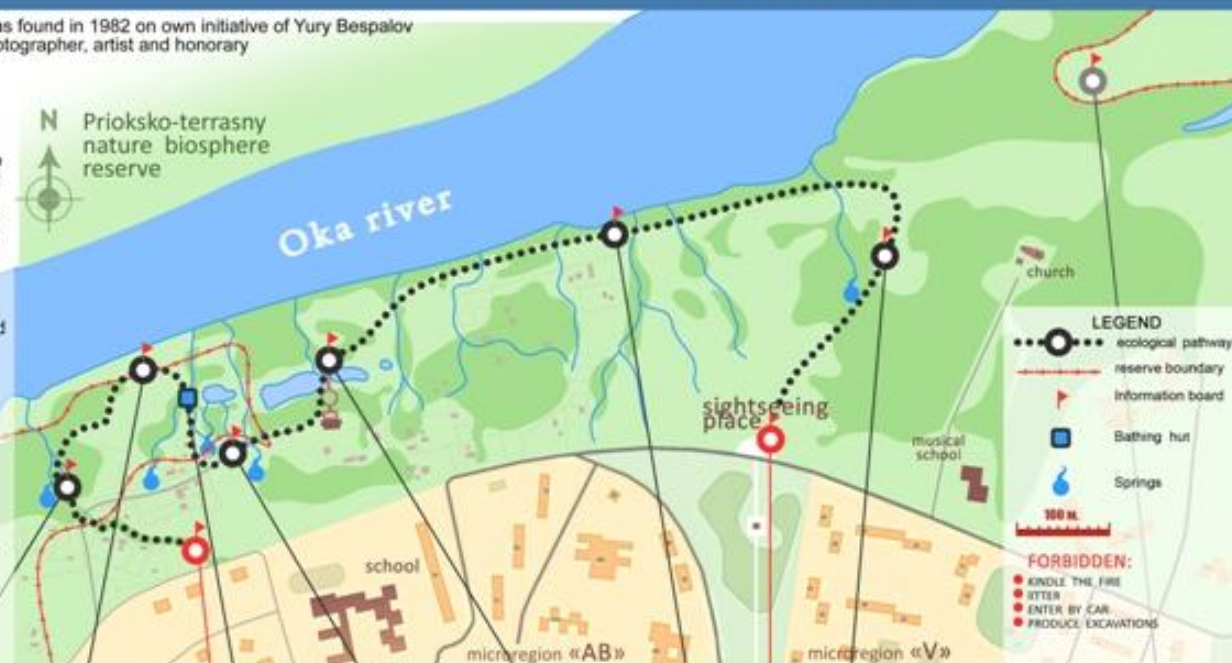 s found in 1982 on own initiative of Yury Bespalov
otographer, artist and honorary
N
Prioksko-terrasny
nature biosphere
reserve
Oka river
church
LEGEND
ecological pathway
reserve boundary
Information board
Bathing hut
Springs
100 м.
FORBIDDEN:
KINDLE THE FIRE
ENTER BY CAR
PRODUCE EXCAVATIONS
sightseeing
place
musical
school
school
microregion «AB»
microregion «V»